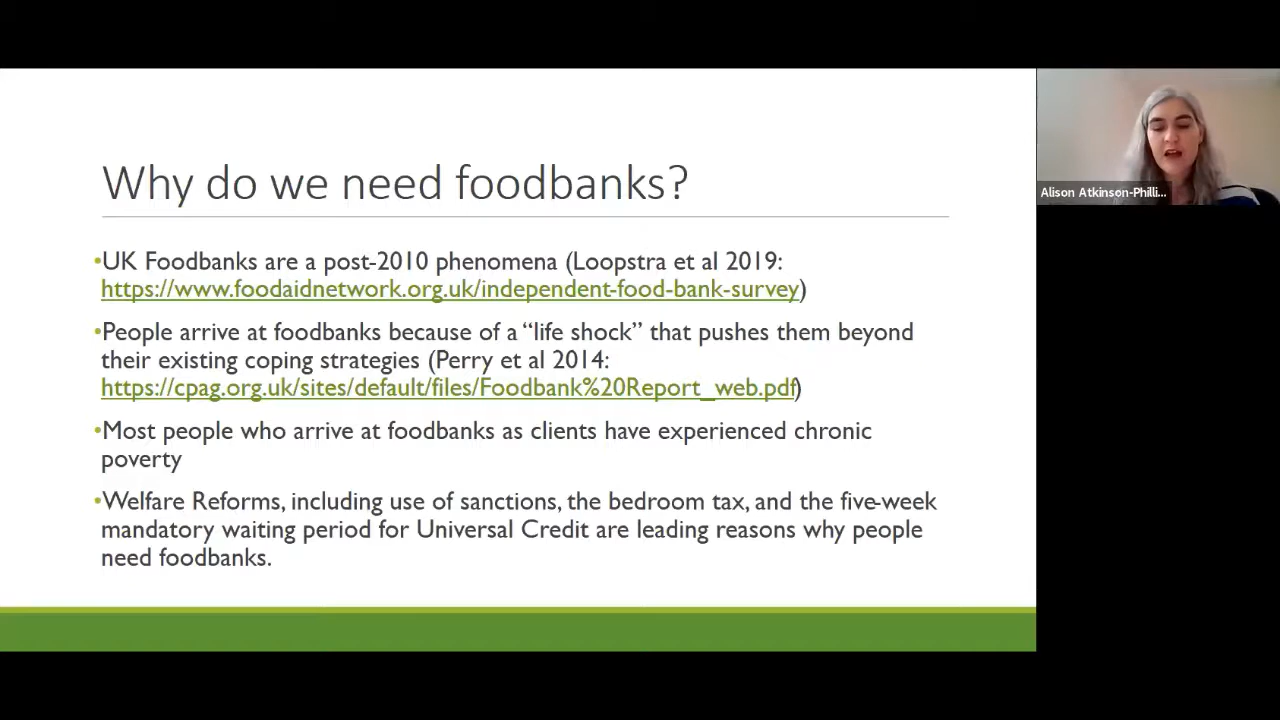 Why do we need foodbanks?
Alison Atkinson-Philli...
•UK Foodbanks are a post-2010 phenomena (Loopstra et al 2019:
https://www.foodaidnetwork.org.uk/independent-food-bank-survey)
•People arrive at foodbanks because of a “life shock” that pushes them beyond
their existing coping strategies (Perry et al 2014:
https://cpag.org.uk/sites/default/files/Foodbank%20Report_web.pdf)
•Most people who arrive at foodbanks as clients have experienced chronic
poverty
•Welfare Reforms, including use of sanctions, the bedroom tax, and the five-week
mandatory waiting period for Universal Credit are leading reasons why people
need foodbanks.